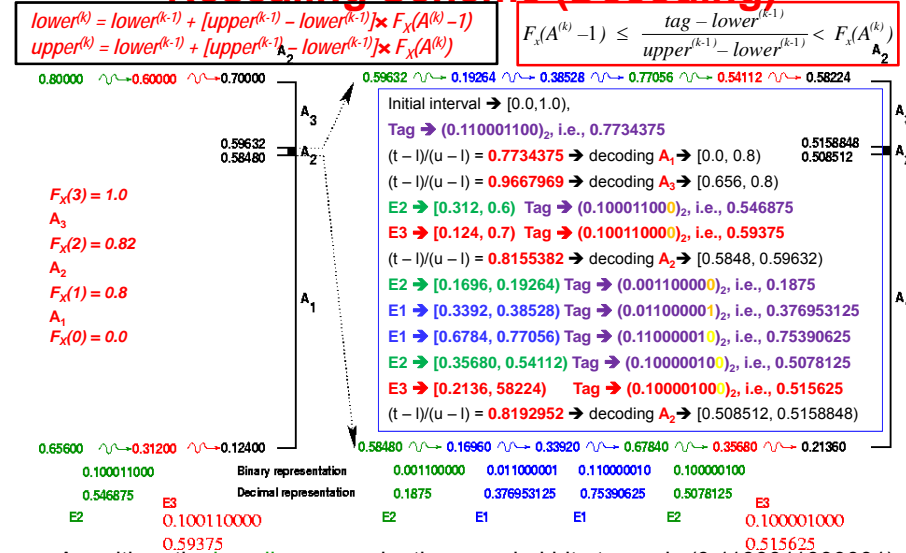 Rescaling Scheme (Decoding)
lower(k) = lower(k-1) + [upper(k-1) – lower(k-1)]× FX(A(k)–1)
upper(k) = lower(k-1) + [upper(k-1) – lower(k-1)]× FX(A(k))
Fx(A(k) –1) ≤ tag – lower(k-1) / upper(k-1) – lower(k-1) < Fx(A(k))
A2
A2
0.80000 0.60000 0.70000
0.59632 0.19264 0.38528 0.77056 0.54112 0.58224
A3
0.59632
0.58480
A2
A1
FX(3) = 1.0
A3
FX(2) = 0.82
A2
FX(1) = 0.8
A1
FX(0) = 0.0
Initial interval ➔ [0.0,1.0),
Tag ➔ (0.110001100)2, i.e., 0.7734375
(t – l)/(u – l) = 0.7734375 ➔ decoding A1➔ [0.0, 0.8)
(t – l)/(u – l) = 0.9667969 ➔ decoding A3➔ [0.656, 0.8)
E2 ➔ [0.312, 0.6) Tag ➔ (0.100011000)2, i.e., 0.546875
E3 ➔ [0.124, 0.7) Tag ➔ (0.100110000)2, i.e., 0.59375
(t – l)/(u – l) = 0.8155382 ➔ decoding A2➔ [0.5848, 0.59632)
E2 ➔ [0.1696, 0.19264) Tag ➔ (0.001100000)2, i.e., 0.1875
E1 ➔ [0.3392, 0.38528) Tag ➔ (0.011000001)2, i.e., 0.376953125
E1 ➔ [0.6784, 0.77056) Tag ➔ (0.110000010)2, i.e., 0.75390625
E2 ➔ [0.35680, 0.54112) Tag ➔ (0.100000100)2, i.e., 0.5078125
E3 ➔ [0.2136, 58224) Tag ➔ (0.100001000)2, i.e., 0.515625
(t – l)/(u – l) = 0.8192952 ➔ decoding A2➔ [0.508512, 0.5158848)
0.5158848
0.508512
0.65600 0.31200 0.12400
0.58480 0.16960 0.33920 0.67840 0.35680 0.21360
0.100011000 Binary representation 0.001100000 0.011000001 0.110000010 0.100000100
0.546875 Decimal representation 0.1875 0.376953125 0.75390625 0.5078125
E2 E3 E2 E1 E1 E2 E3
0.100110000 0.100001000
0.59375 0.515625